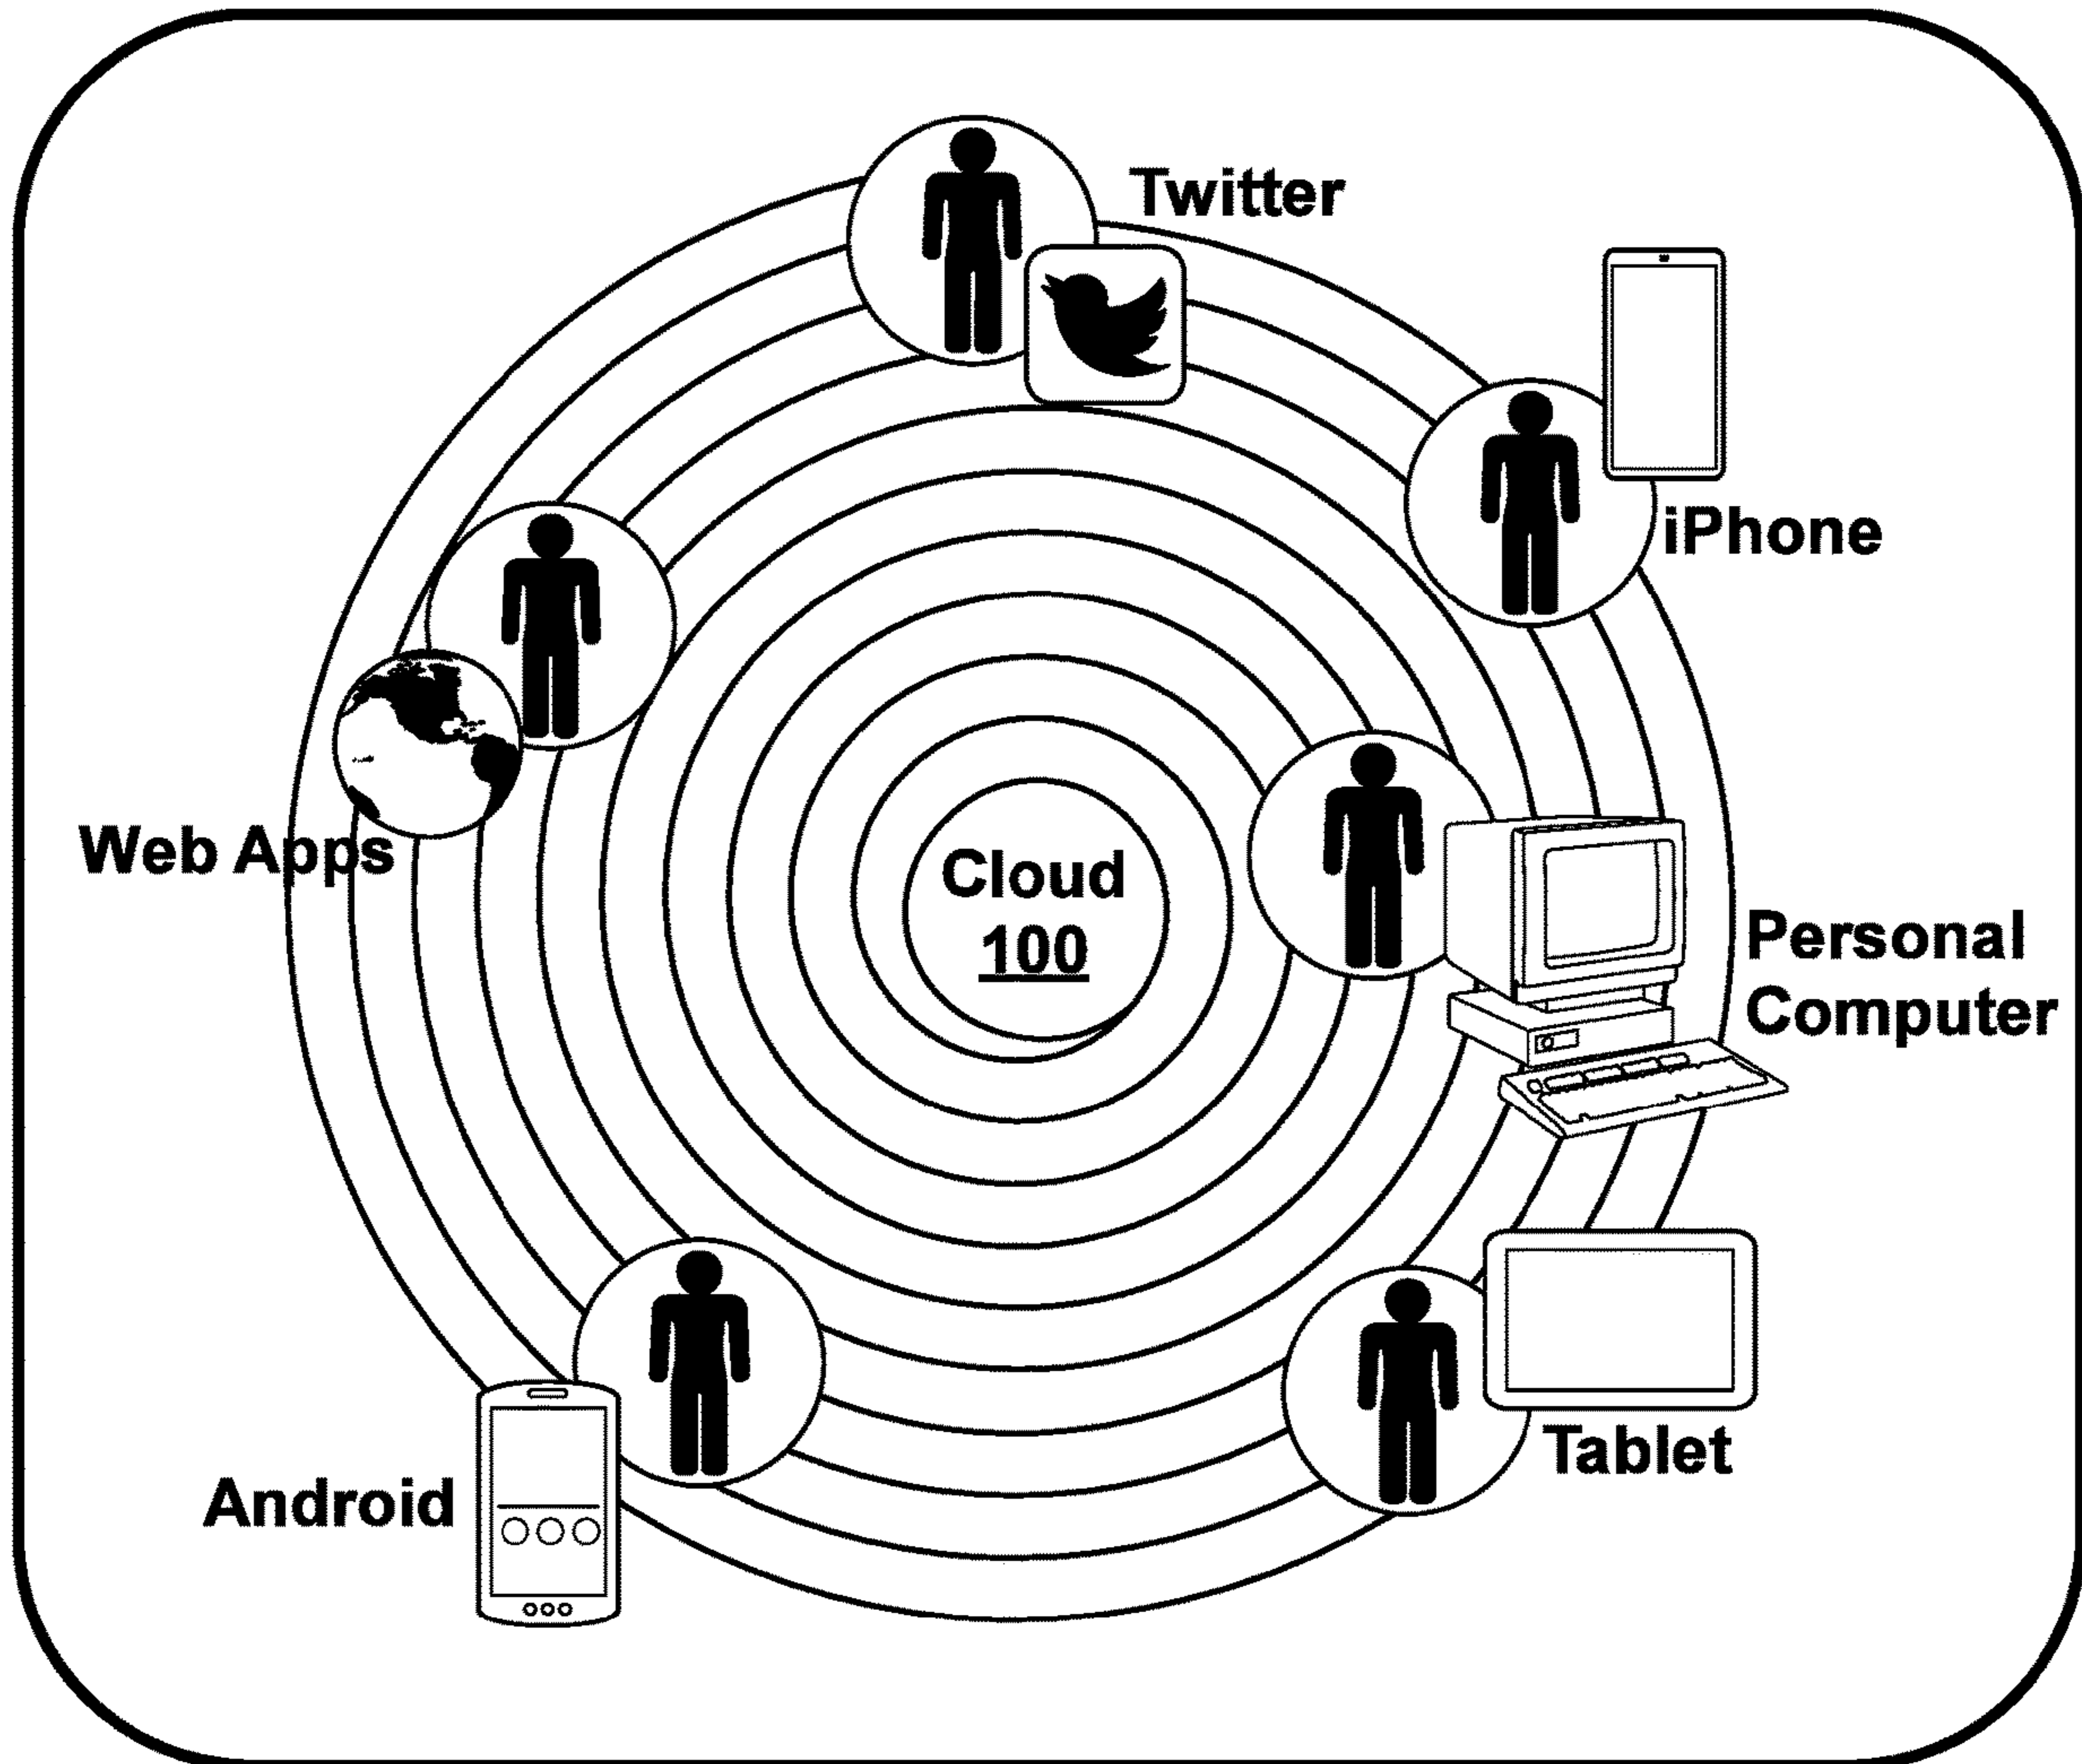 Twitter
iPhone
Web Apps
Cloud
100
Personal
Computer
Tablet
Android